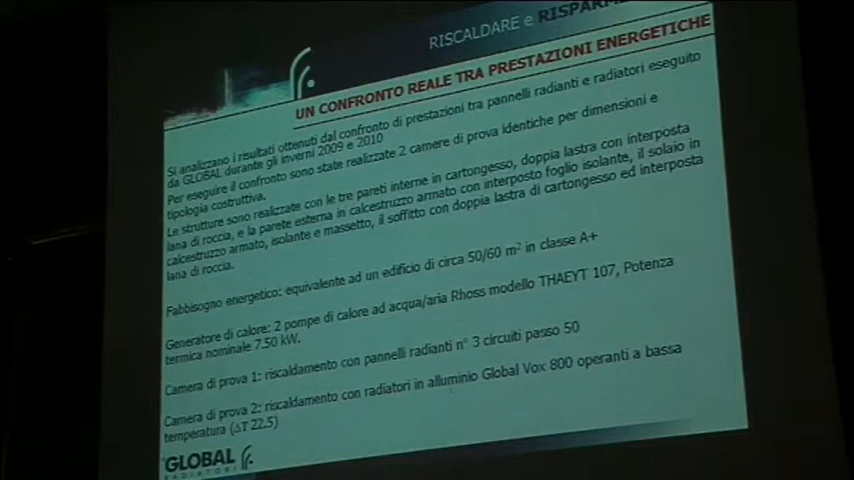 RISCALDARE e RISPARM
UN CONFRONTO REALE TRA PRESTAZIONI ENERGETICHE
Si analizzano i risultati ottenuti dal confronto di prestazioni tra pannelli radianti e radiatori eseguito
da GLOBAL durante gli inverni 2009 e 2010
Per eseguire il confronto sono state realizzate 2 camere di prova identiche per dimensioni e
tipologia costruttiva.
Le strutture sono realizzate con le tre pareti interne in cartongesso, doppia lastra con interposta
lana di roccia, e la parete esterna in calcestruzzo armato con interposto foglio isolante, il solaio in
calcestruzzo armato, isolante e massetto, il soffitto con doppia lastra di cartongesso ed interposta
lana di roccia.
Fabbisogno energetico: equivalente ad un edificio di circa 50/60 m² in classe A+
Generatore di calore: 2 pompe di calore ad acqua/aria Rhoss modello THAEYT 107, Potenza
termica nominale 7.50 kW.
Camera di prova 1: riscaldamento con pannelli radianti n° 3 circuiti passo 50
Camera di prova 2: riscaldamento con radiatori in alluminio Global Vox 800 operanti a bassa
temperatura (ΔT 22.5)
GLOBAL
RADIATORI